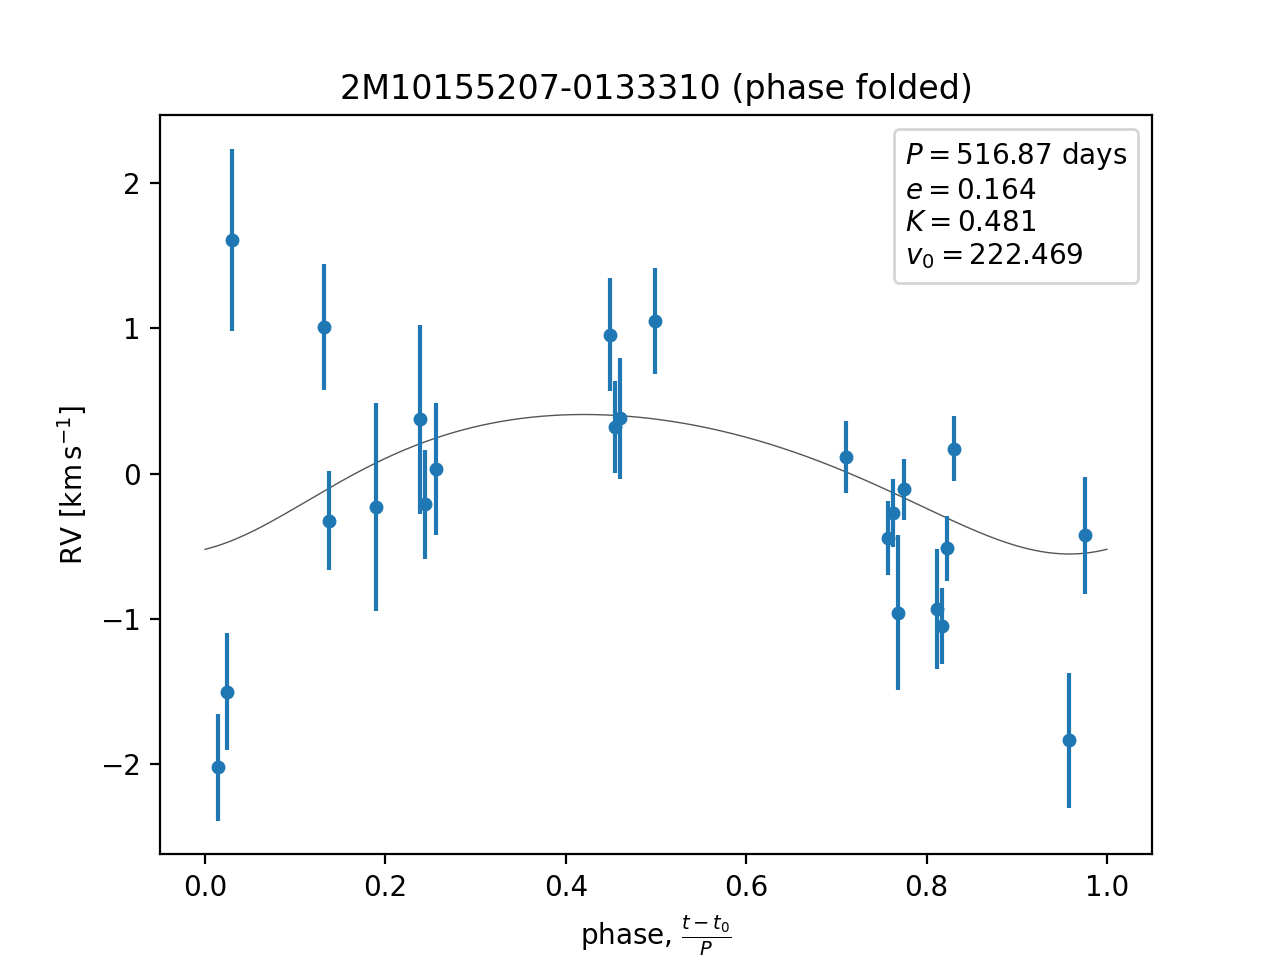 2M10155207-0133310 (phase folded)
P = 516.87 days
e = 0.164
K = 0.481
v₀ = 222.469
2
1
0
−1
−2
RV [km s⁻¹]
0.0 0.2 0.4 0.6 0.8 1.0
phase, (t − t₀)/P